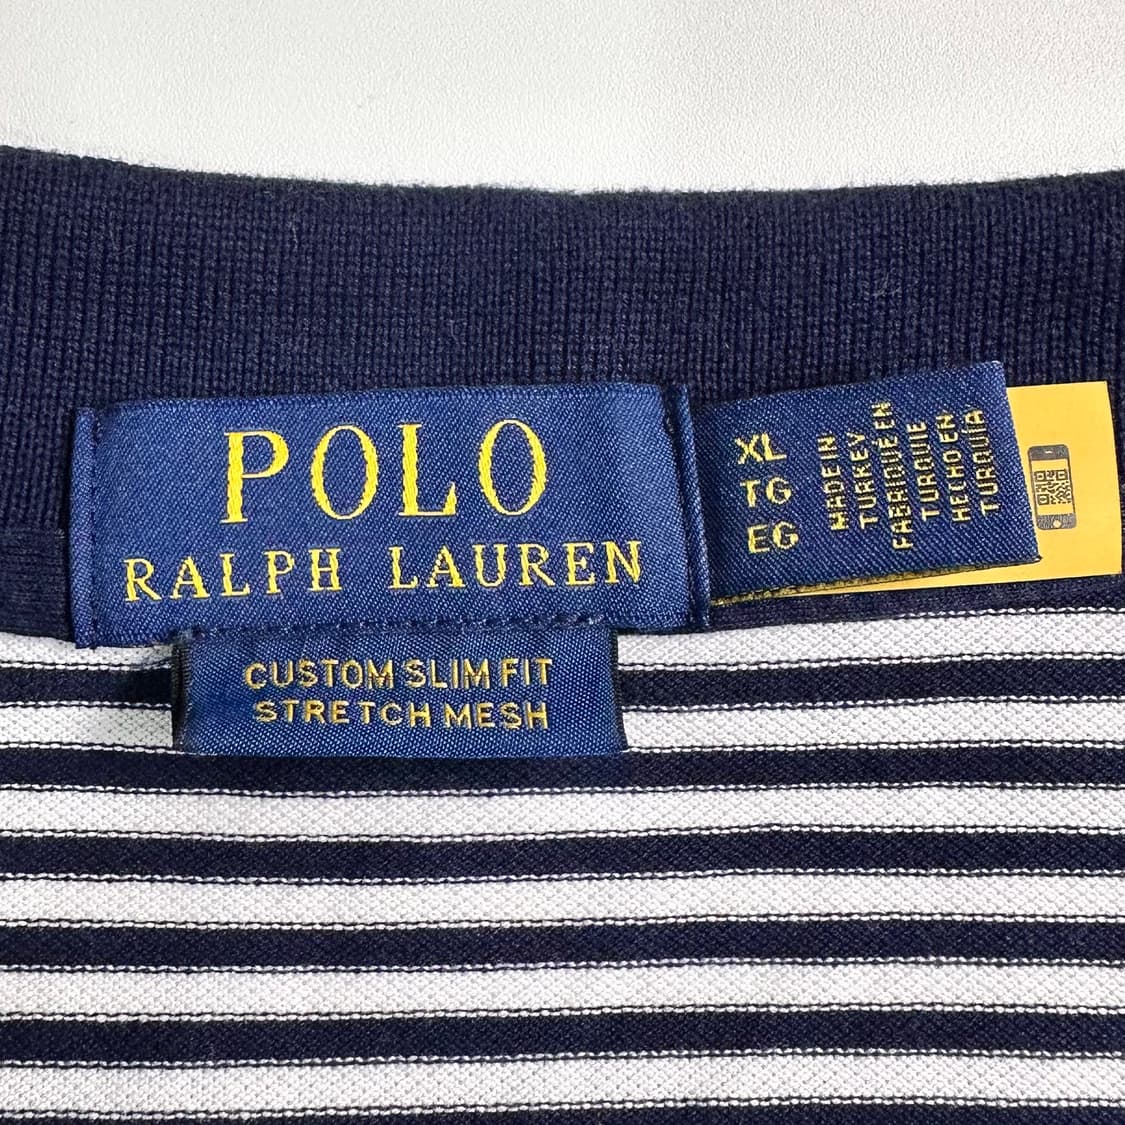 POLO
RALPH LAUREN
CUSTOM SLIM FIT
STRETCH MESH
XL
TG
EG
MADE IN
TURKEY
FABRIQUÉ EN
TURQUIE
HECHO EN
TURQUÍA